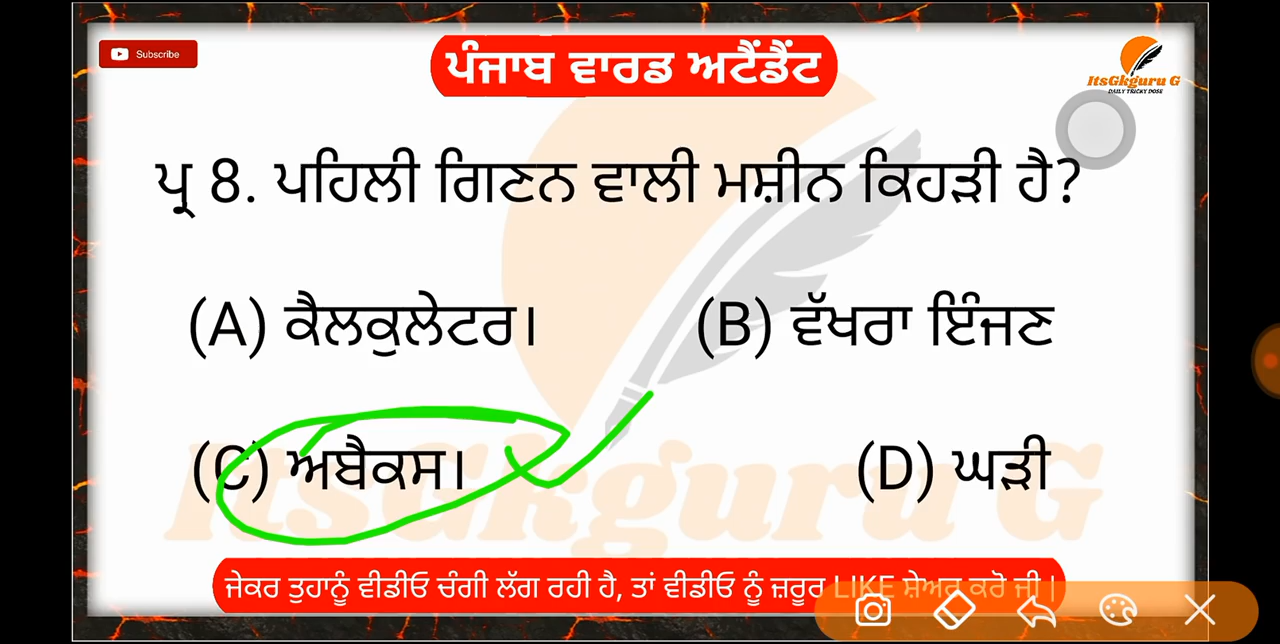 Subscribe
ਪੰਜਾਬ ਵਾਰਡ ਅਟੈਂਡੈਂਟ
ItsGkguru G
DAILY TRICKY DOSE
ਪ੍ਰ 8. ਪਹਿਲੀ ਗਿਣਨ ਵਾਲੀ ਮਸ਼ੀਨ ਕਿਹੜੀ ਹੈ?
(A) ਕੈਲਕੁਲੇਟਰ। (B) ਵੱਖਰਾ ਇੰਜਣ
(C) ਅਬੈਕਸ। (D) ਘੜੀ
ItsGkguru G
ਜੇਕਰ ਤੁਹਾਨੂੰ ਵੀਡੀਓ ਚੰਗੀ ਲੱਗ ਰਹੀ ਹੈ, ਤਾਂ ਵੀਡੀਓ ਨੂੰ ਜ਼ਰੂਰ LIKE ਸ਼ੇਅਰ ਕਰੋ ਜੀ।